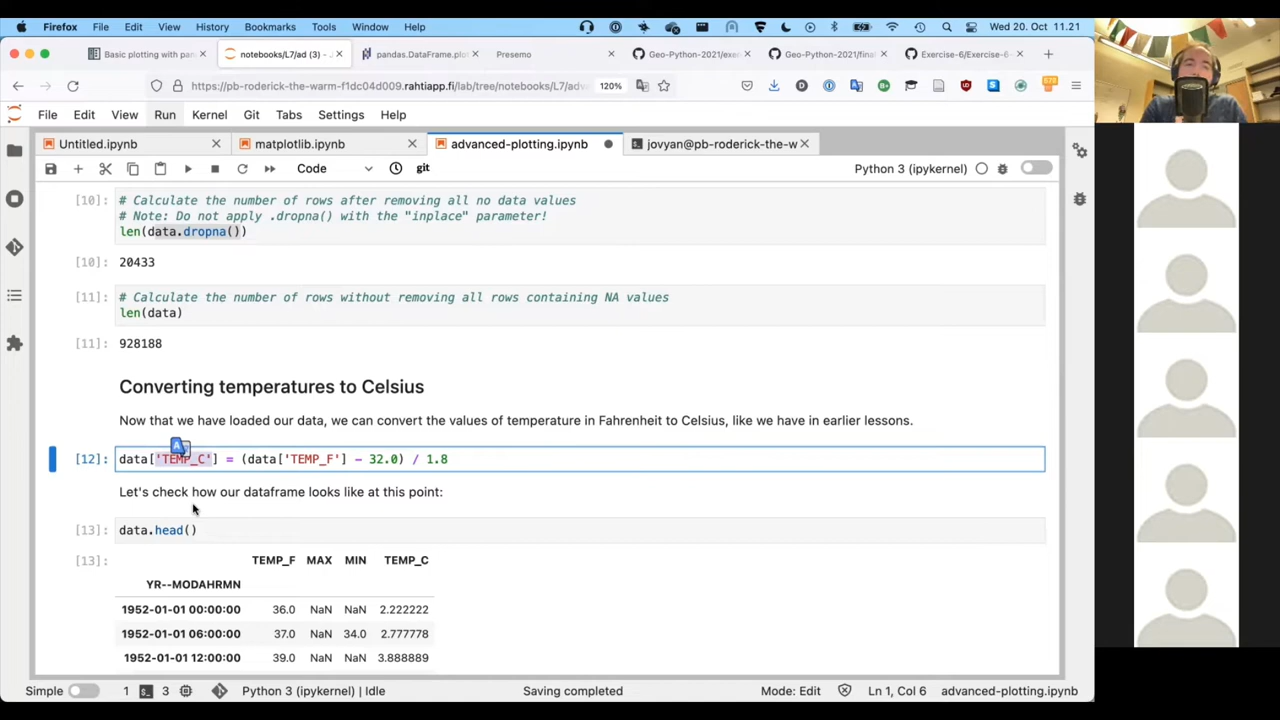 Firefox File Edit View History Bookmarks Tools Window Help Wed 20. Oct 11.21
Basic plotting with pan
notebooks/L7/ad (3) - J
pandas.DataFrame.plo
Presemo
Geo-Python-2021/exer
Geo-Python-2021/final
Exercise-6/Exercise-6-
https://pb-roderick-the-warm-f1dc04d009.rahtiapp.fi/lab/tree/notebooks/L7/adv 120%
File Edit View Run Kernel Git Tabs Settings Help
Untitled.ipynb
matplotlib.ipynb
advanced-plotting.ipynb
jovyan@pb-roderick-the-w
Code git Python 3 (ipykernel)
[10]: # Calculate the number of rows after removing all no data values
# Note: Do not apply .dropna() with the "inplace" parameter!
len(data.dropna())
[10]: 20433
[11]: # Calculate the number of rows without removing all rows containing NA values
len(data)
[11]: 928188
Converting temperatures to Celsius
Now that we have loaded our data, we can convert the values of temperature in Fahrenheit to Celsius, like we have in earlier lessons.
[12]: data['TEMP_C'] = (data['TEMP_F'] - 32.0) / 1.8
Let's check how our dataframe looks like at this point:
[13]: data.head()
[13]: TEMP_F MAX MIN TEMP_C
YR--MODAHRMN
1952-01-01 00:00:00 36.0 NaN NaN 2.222222
1952-01-01 06:00:00 37.0 NaN 34.0 2.777778
1952-01-01 12:00:00 39.0 NaN NaN 3.888889
Simple 1 3 Python 3 (ipykernel) | Idle Saving completed Mode: Edit Ln 1, Col 6 advanced-plotting.ipynb